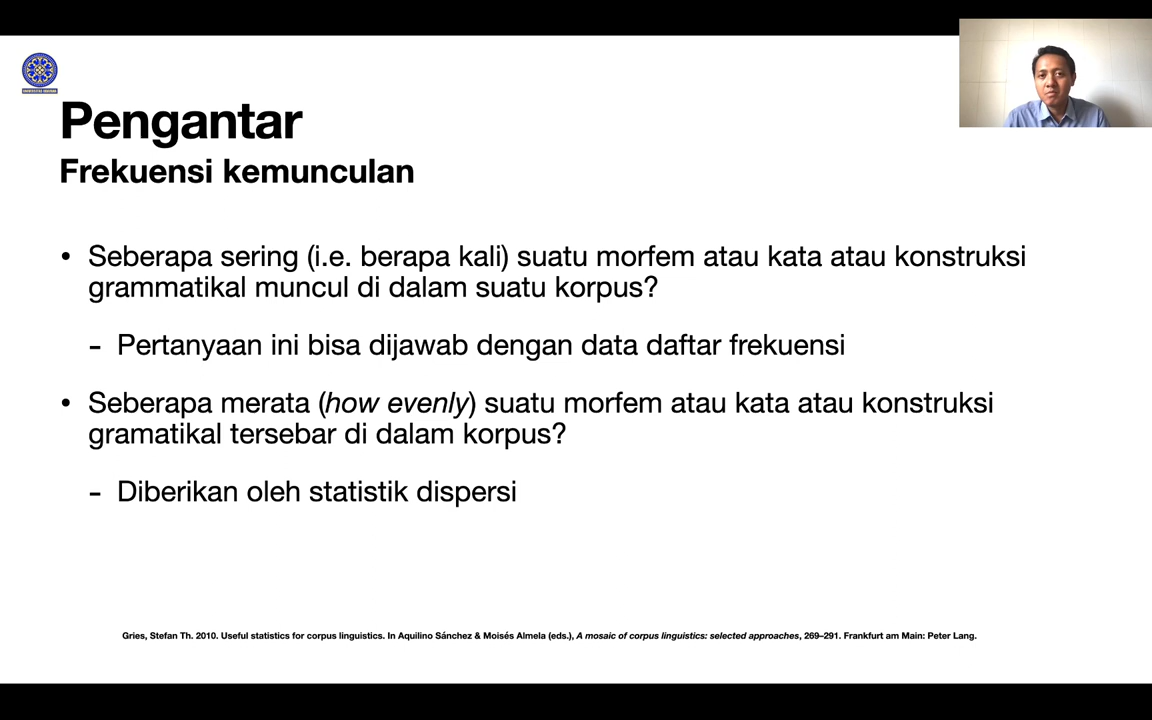 UNIVERSITAS UDAYANA
Pengantar
Frekuensi kemunculan
• Seberapa sering (i.e. berapa kali) suatu morfem atau kata atau konstruksi
grammatikal muncul di dalam suatu korpus?
- Pertanyaan ini bisa dijawab dengan data daftar frekuensi
• Seberapa merata (how evenly) suatu morfem atau kata atau konstruksi
gramatikal tersebar di dalam korpus?
- Diberikan oleh statistik dispersi
Gries, Stefan Th. 2010. Useful statistics for corpus linguistics. In Aquilino Sánchez & Moisés Almela (eds.), A mosaic of corpus linguistics: selected approaches, 269–291. Frankfurt am Main: Peter Lang.